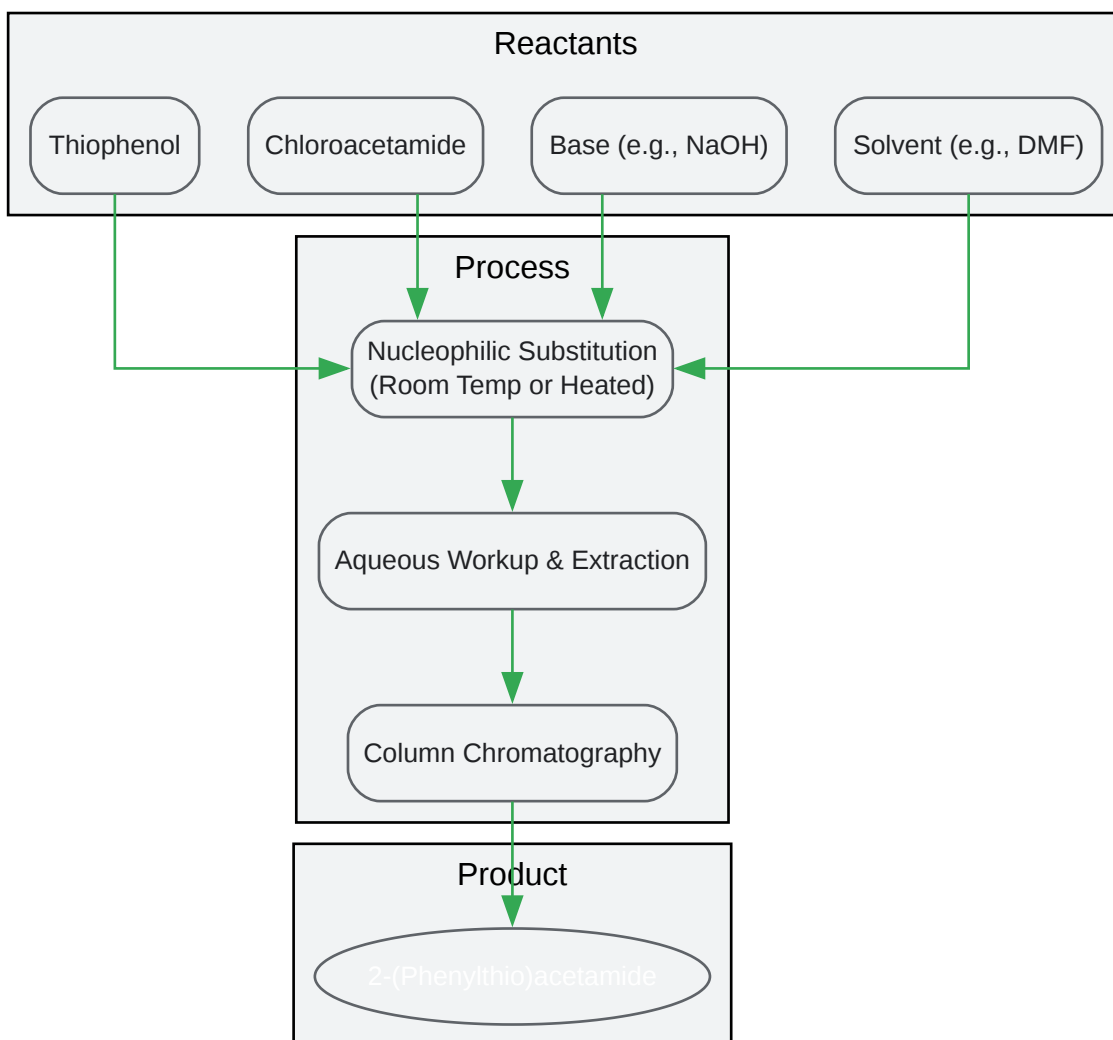 Reactants
Thiophenol
Chloroacetamide
Base (e.g., NaOH)
Solvent (e.g., DMF)
Process
Nucleophilic Substitution
(Room Temp or Heated)
Aqueous Workup & Extraction
Column Chromatography
Product
2-(Phenylthio)acetamide